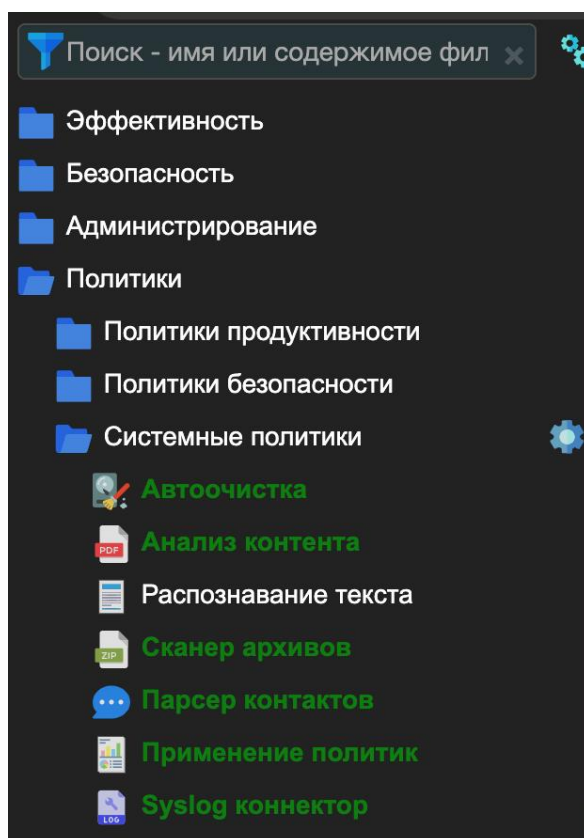 Поиск - имя или содержимое фил
Эффективность
Безопасность
Администрирование
Политики
Политики продуктивности
Политики безопасности
Системные политики
Автоочистка
PDF
Анализ контента
Распознавание текста
ZIP
Сканер архивов
Парсер контактов
Применение политик
LOG
Syslog коннектор